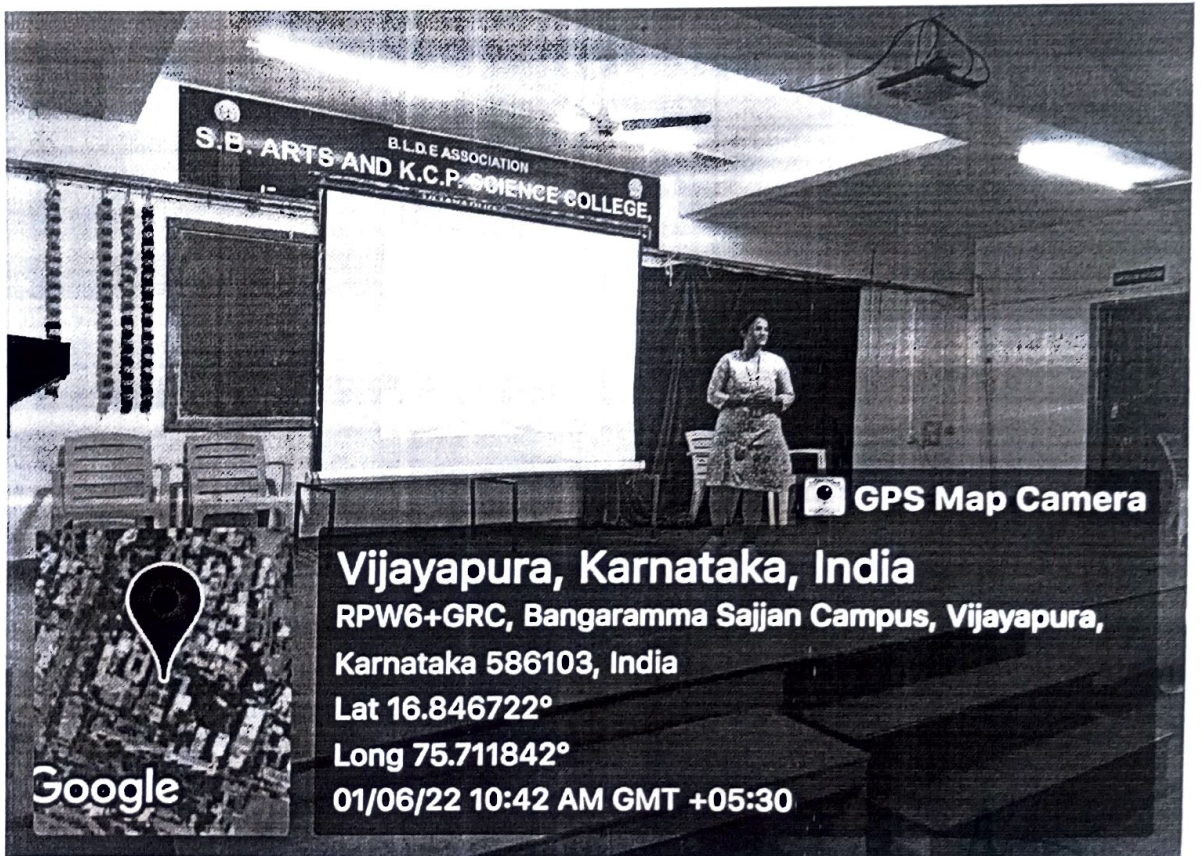 B.L.D.E ASSOCIATION
S.B. ARTS AND K.C.P. SCIENCE COLLEGE,
GPS Map Camera
Vijayapura, Karnataka, India
RPW6+GRC, Bangaramma Sajjan Campus, Vijayapura,
Karnataka 586103, India
Lat 16.846722°
Long 75.711842°
01/06/22 10:42 AM GMT +05:30
Google